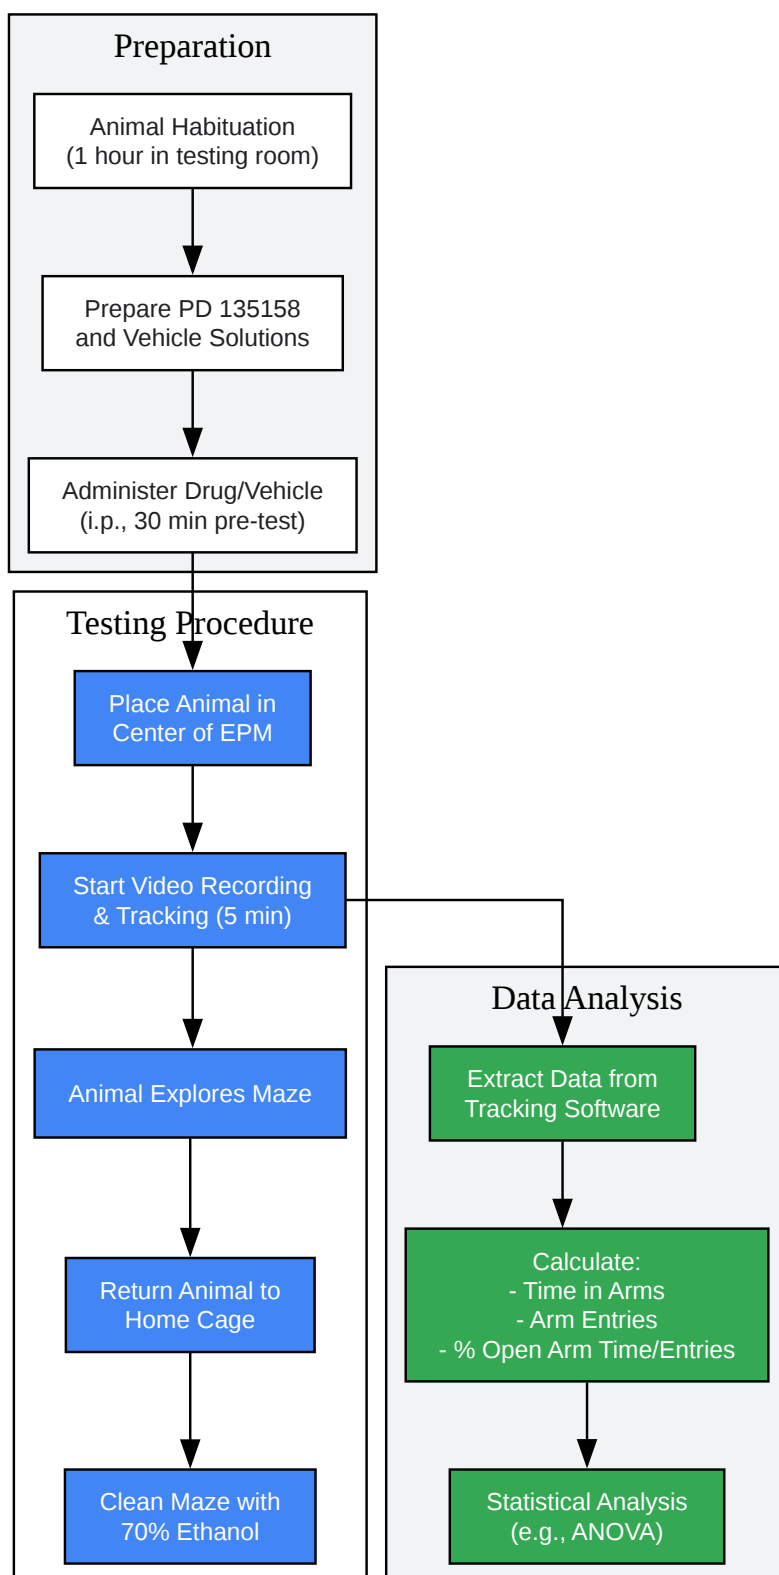 Preparation
Animal Habituation
(1 hour in testing room)
Prepare PD 135158
and Vehicle Solutions
Administer Drug/Vehicle
(i.p., 30 min pre-test)
Testing Procedure
Place Animal in
Center of EPM
Start Video Recording
& Tracking (5 min)
Animal Explores Maze
Return Animal to
Home Cage
Clean Maze with
70% Ethanol
Data Analysis
Extract Data from
Tracking Software
Calculate:
- Time in Arms
- Arm Entries
- % Open Arm Time/Entries
Statistical Analysis
(e.g., ANOVA)